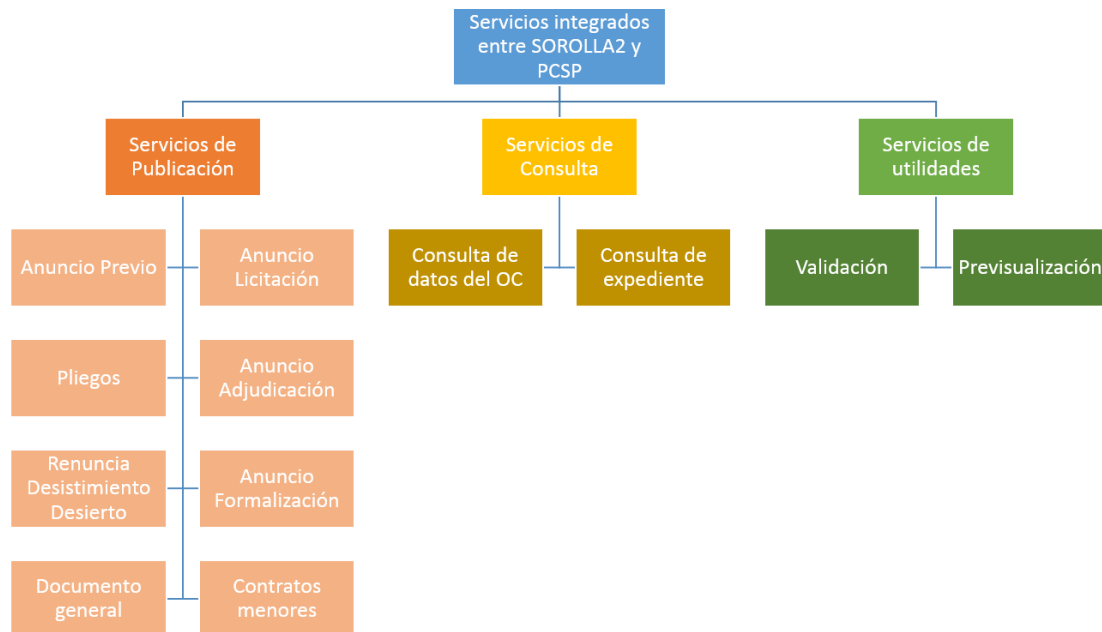 Servicios integrados
entre SOROLLA2 y
PCSP
Servicios de
Publicación
Servicios de
Consulta
Servicios de
utilidades
Anuncio Previo
Anuncio
Licitación
Consulta de
datos del OC
Consulta de
expediente
Validación
Previsualización
Pliegos
Anuncio
Adjudicación
Renuncia
Desistimiento
Desierto
Anuncio
Formalización
Documento
general
Contratos
menores